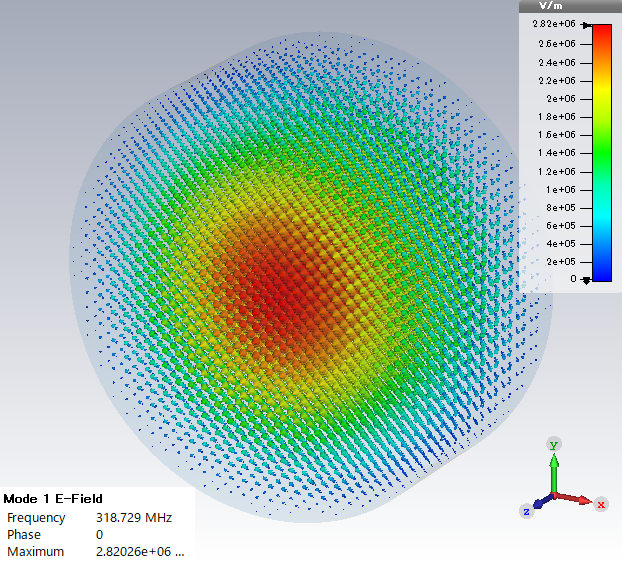 V/m
2.82e+06
2.6e+06
2.4e+06
2.2e+06
2e+06
1.8e+06
1.6e+06
1.4e+06
1.2e+06
1e+06
8e+05
6e+05
4e+05
2e+05
0
y
x
z
Mode 1 E-Field
Frequency 318.729 MHz
Phase 0
Maximum 2.82026e+06 ...